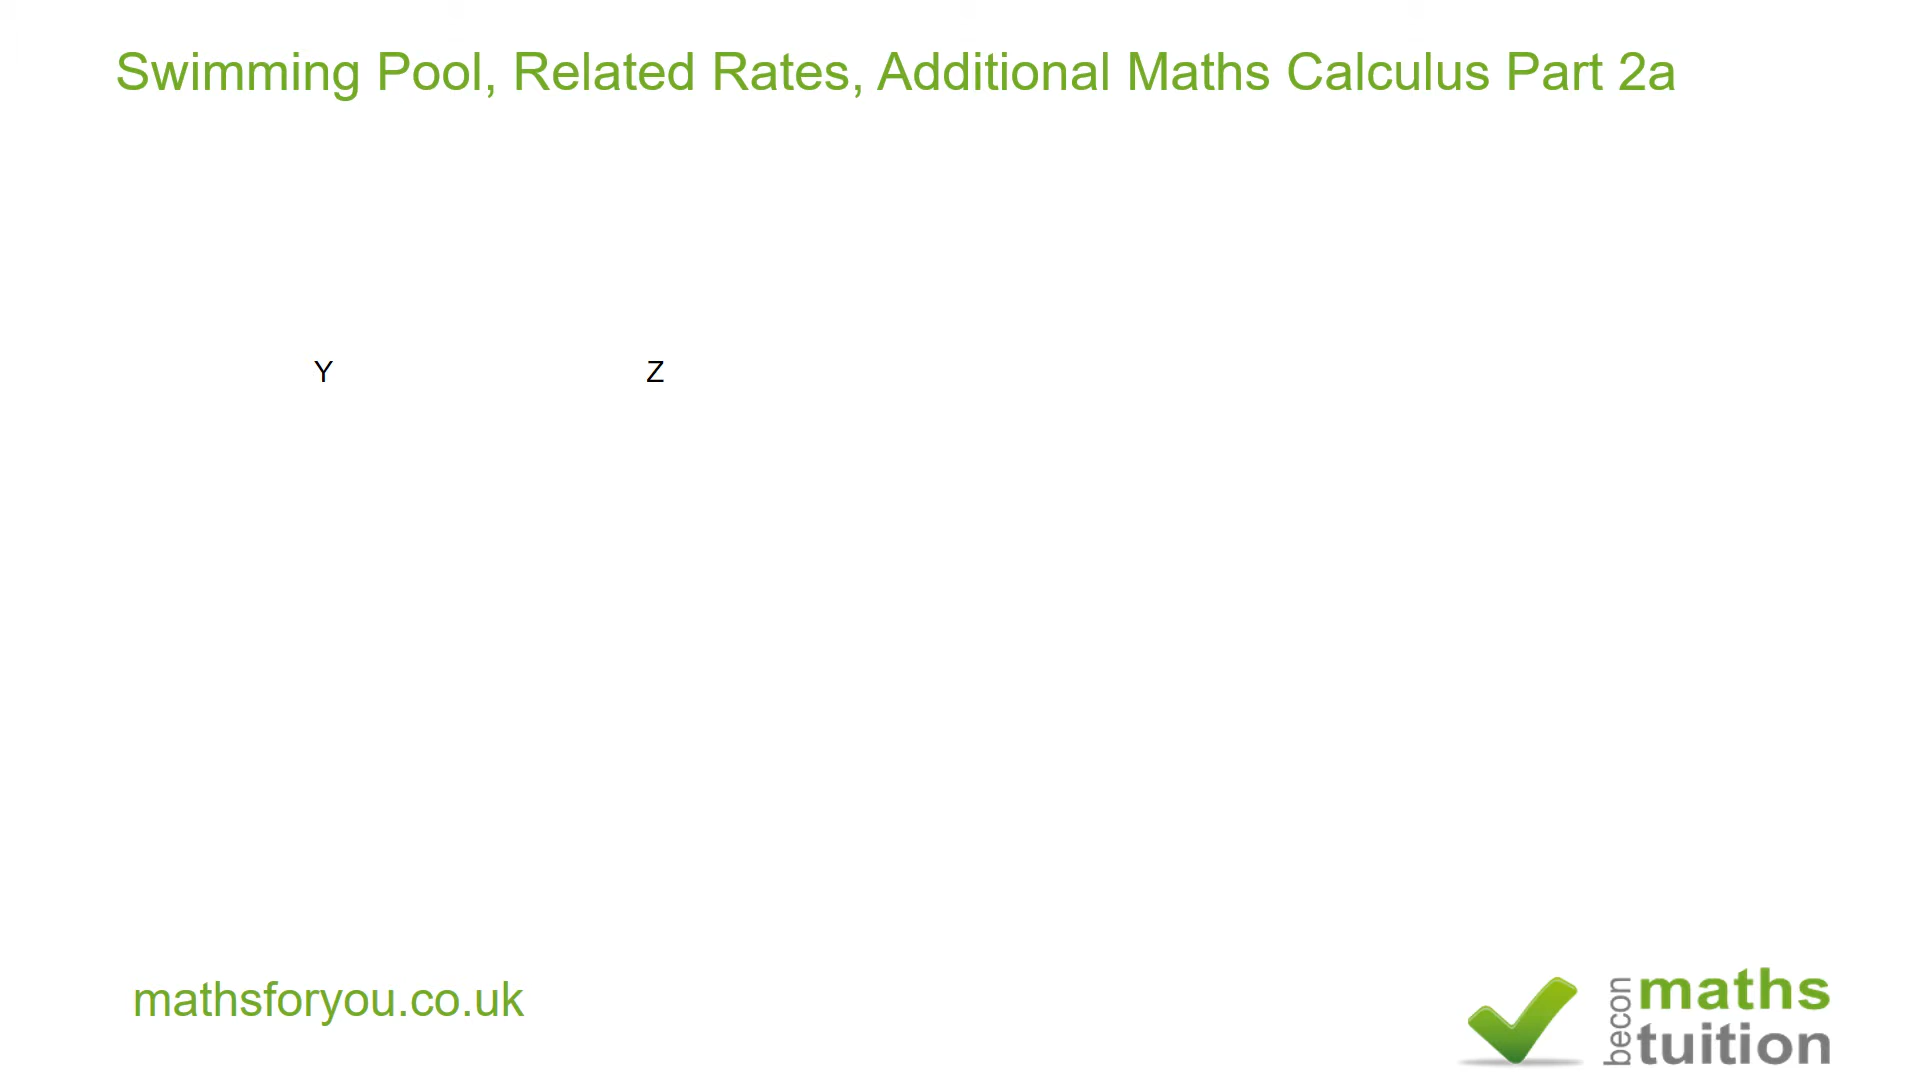 Swimming Pool, Related Rates, Additional Maths Calculus Part 2a
Y Z
mathsforyou.co.uk
becon
maths
tuition